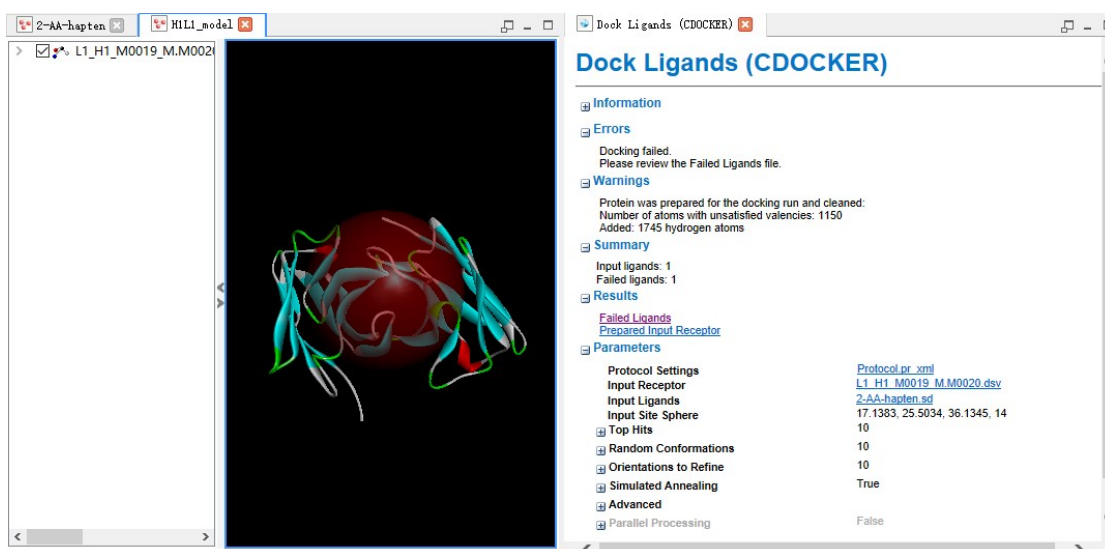 2-AA-hapten
H1L1_model
L1_H1_M0019_M.M002
Dock Ligands (CDOCKER)
Dock Ligands (CDOCKER)
Information
Errors
Docking failed.
Please review the Failed Ligands file.
Warnings
Protein was prepared for the docking run and cleaned:
Number of atoms with unsatisfied valencies: 1150
Added: 1745 hydrogen atoms
Summary
Input ligands: 1
Failed ligands: 1
Results
Failed Ligands
Prepared Input Receptor
Parameters
Protocol Settings Protocol.pr_xml
Input Receptor L1_H1_M0019_M.M0020.dsv
Input Ligands 2-AA-hapten.sd
Input Site Sphere 17.1383, 25.5034, 36.1345, 14
Top Hits 10
Random Conformations 10
Orientations to Refine 10
Simulated Annealing True
Advanced
Parallel Processing False